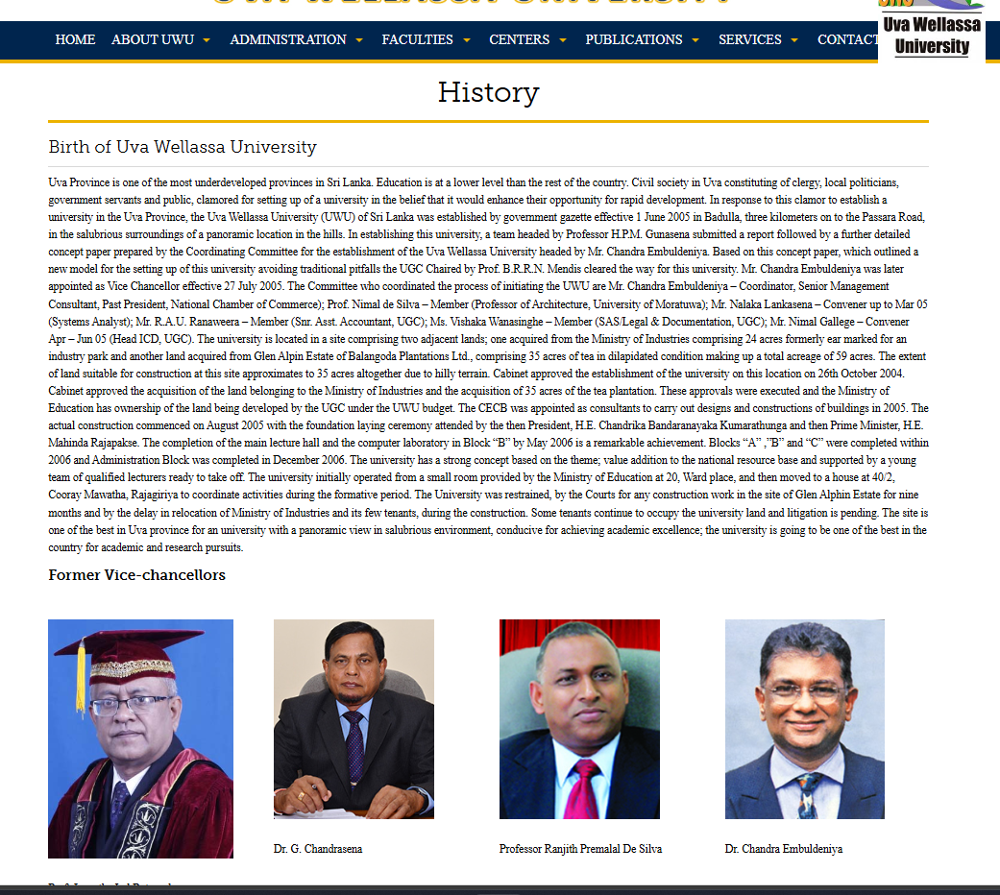 HOME ABOUT UWU ADMINISTRATION FACULTIES CENTERS PUBLICATIONS SERVICES CONTACT
Uva Wellassa
University
History
Birth of Uva Wellassa University
Uva Province is one of the most underdeveloped provinces in Sri Lanka. Education is at a lower level than the rest of the country. Civil society in Uva constituting of clergy, local politicians,
government servants and public, clamored for setting up of a university in the belief that it would enhance their opportunity for rapid development. In response to this clamor to establish a
university in the Uva Province, the Uva Wellassa University (UWU) of Sri Lanka was established by government gazette effective 1 June 2005 in Badulla, three kilometers on to the Passara Road,
in the salubrious surroundings of a panoramic location in the hills. In establishing this university, a team headed by Professor H.P.M. Gunasena submitted a report followed by a further detailed
concept paper prepared by the Coordinating Committee for the establishment of the Uva Wellassa University headed by Mr. Chandra Embuldeniya. Based on this concept paper, which outlined a
new model for the setting up of this university avoiding traditional pitfalls the UGC Chaired by Prof. B.R.R.N. Mendis cleared the way for this university. Mr. Chandra Embuldeniya was later
appointed as Vice Chancellor effective 27 July 2005. The Committee who coordinated the process of initiating the UWU are Mr. Chandra Embuldeniya – Coordinator, Senior Management
Consultant, Past President, National Chamber of Commerce); Prof. Nimal de Silva – Member (Professor of Architecture, University of Moratuwa); Mr. Nalaka Lankasena – Convener up to Mar 05
(Systems Analyst); Mr. R.A.U. Ranaweera – Member (Snr. Asst. Accountant, UGC); Ms. Vishaka Wanasinghe – Member (SAS/Legal & Documentation, UGC); Mr. Nimal Gallege – Convener
Apr – Jun 05 (Head ICD, UGC). The university is located in a site comprising two adjacent lands; one acquired from the Ministry of Industries comprising 24 acres formerly ear marked for an
industry park and another land acquired from Glen Alpin Estate of Balangoda Plantations Ltd., comprising 35 acres of tea in dilapidated condition making up a total acreage of 59 acres. The extent
of land suitable for construction at this site approximates to 35 acres altogether due to hilly terrain. Cabinet approved the establishment of the university on this location on 26th October 2004.
Cabinet approved the acquisition of the land belonging to the Ministry of Industries and the acquisition of 35 acres of the tea plantation. These approvals were executed and the Ministry of
Education has ownership of the land being developed by the UGC under the UWU budget. The CECB was appointed as consultants to carry out designs and constructions of buildings in 2005. The
actual construction commenced on August 2005 with the foundation laying ceremony attended by the then President, H.E. Chandrika Bandaranayaka Kumarathunga and then Prime Minister, H.E.
Mahinda Rajapakse. The completion of the main lecture hall and the computer laboratory in Block “B” by May 2006 is a remarkable achievement. Blocks “A” ,”B” and “C” were completed within
2006 and Administration Block was completed in December 2006. The university has a strong concept based on the theme; value addition to the national resource base and supported by a young
team of qualified lecturers ready to take off. The university initially operated from a small room provided by the Ministry of Education at 20, Ward place, and then moved to a house at 40/2,
Cooray Mawatha, Rajagiriya to coordinate activities during the formative period. The University was restrained, by the Courts for any construction work in the site of Glen Alphin Estate for nine
months and by the delay in relocation of Ministry of Industries and its few tenants, during the construction. Some tenants continue to occupy the university land and litigation is pending. The site is
one of the best in Uva province for an university with a panoramic view in salubrious environment, conducive for achieving academic excellence; the university is going to be one of the best in the
country for academic and research pursuits.
Former Vice-chancellors
Dr. G. Chandrasena
Professor Ranjith Premalal De Silva
Dr. Chandra Embuldeniya